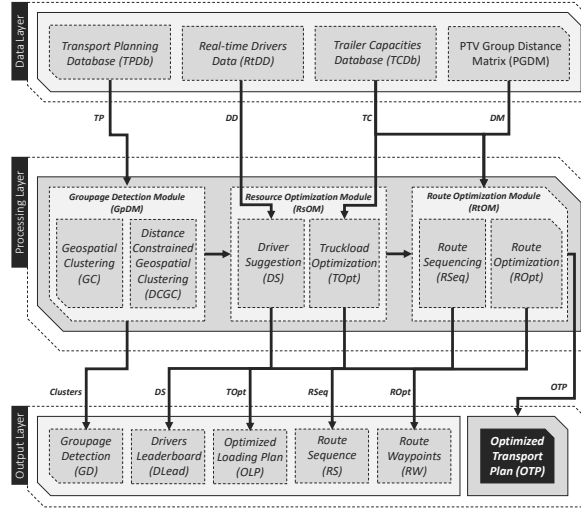 Data Layer
Transport Planning
Database (TPDb)
Real-time Drivers
Data (RtDD)
Trailer Capacities
Database (TCDb)
PTV Group Distance
Matrix (PGDM)
TP
DD
TC
DM
Processing Layer
Groupage Detection Module
(GpDM)
Resource Optimization Module
(RsOM)
Route Optimization Module
(RtOM)
Geospatial
Clustering
(GC)
Distance
Constrained
Geospatial
Clustering
(DCGC)
Driver
Suggestion
(DS)
Truckload
Optimization
(TOpt)
Route
Sequencing
(RSeq)
Route
Optimization
(ROpt)
Clusters
DS
TOpt
RSeq
ROpt
OTP
Output Layer
Groupage
Detection
(GD)
Drivers
Leaderboard
(DLead)
Optimized
Loading Plan
(OLP)
Route
Sequence
(RS)
Route
Waypoints
(RW)
Optimized
Transport
Plan (OTP)